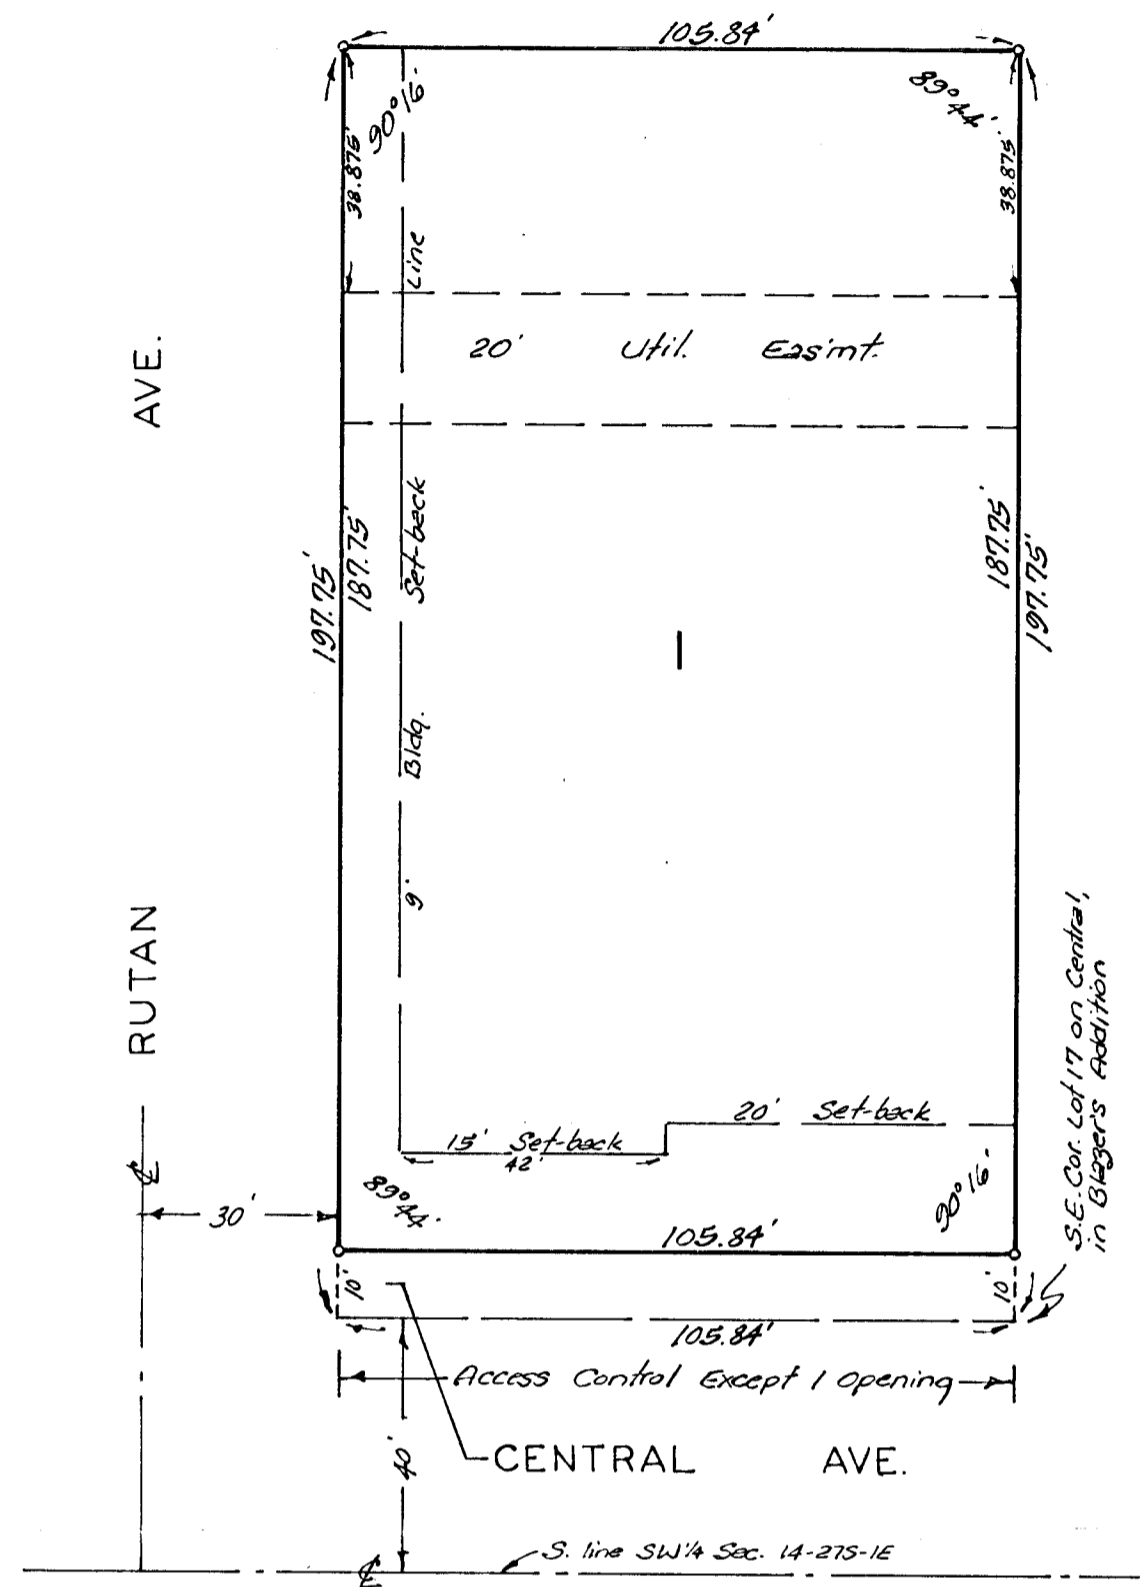 105.84'
90°16'
89°44'
38.875'
38.875'
Line
20' Util. Eas'mt.
AVE.
Set-back
197.75'
187.75'
187.75'
197.75'
1
Bldg.
9'
RUTAN
S.E. Cor. Lot 17 on Central,
in Blazer's Addition
20' Set-back
15' Set-back
42'
89°44'
90°16'
30'
105.84'
10'
10'
105.84'
Access Control Except 1 Opening
40'
CENTRAL AVE.
S. line SW¼ Sec. 14-27S-1E